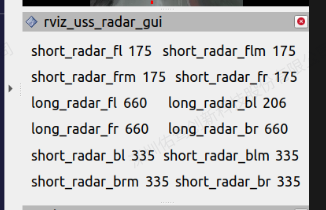 rviz_uss_radar_gui
short_radar_fl 175 short_radar_flm 175
short_radar_frm 175 short_radar_fr 175
long_radar_fl 660 long_radar_bl 206
long_radar_fr 660 long_radar_br 660
short_radar_bl 335 short_radar_blm 335
short_radar_brm 335 short_radar_br 335